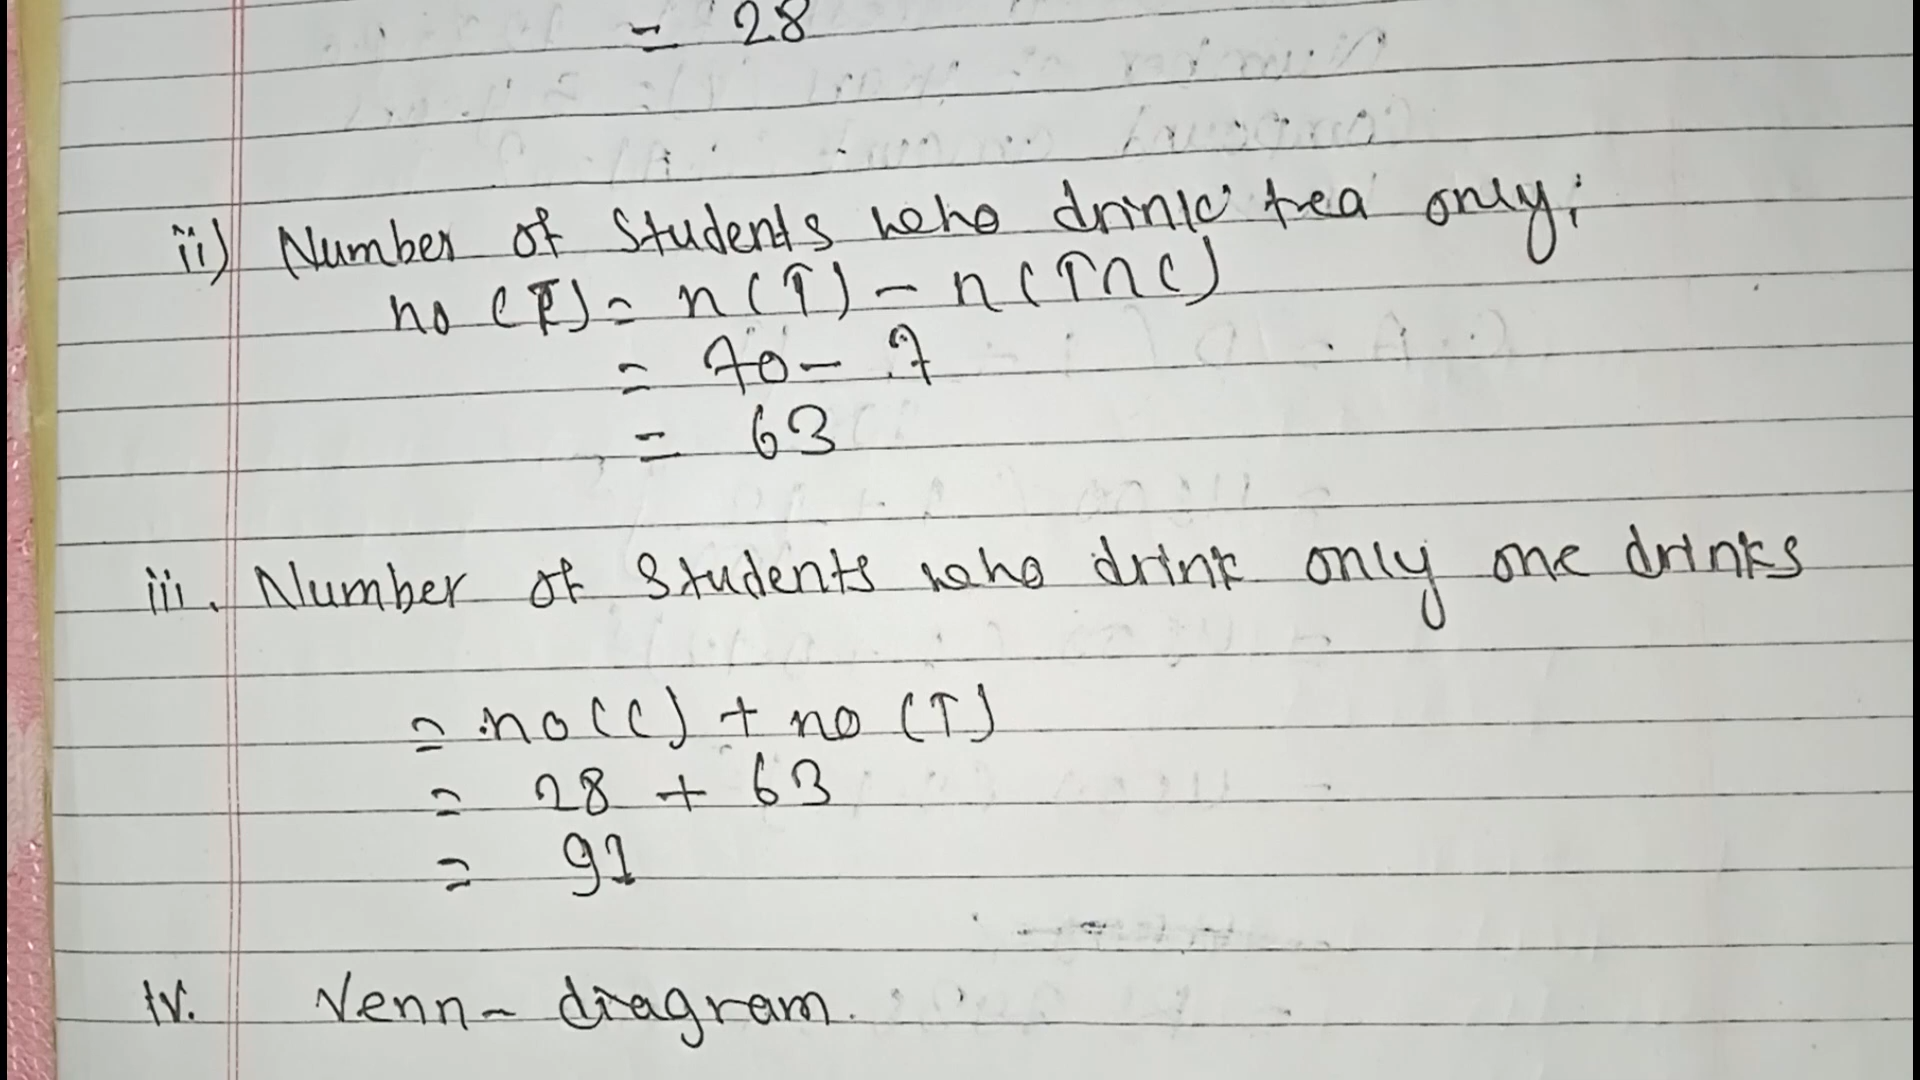 = 28
ii) Number of Students who drink tea only;
no (T) = n(T) - n(T∩C)
= 70 - 7
= 63
iii. Number of Students who drink only one drinks
= no(C) + no (T)
= 28 + 63
= 91
iv. Venn-diagram.